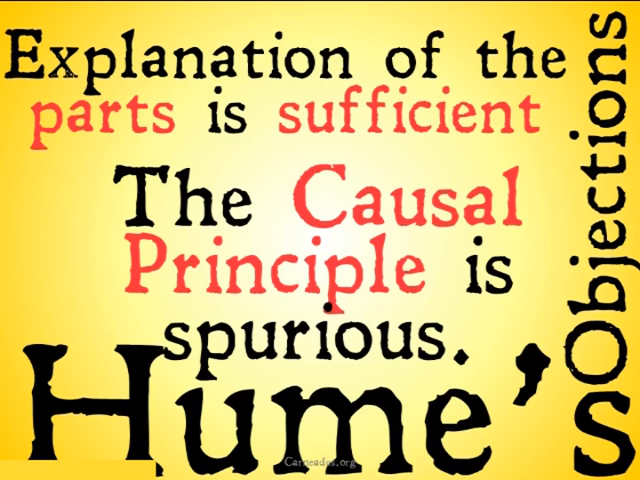 Explanation of the
parts is sufficient
The Causal
Principle is
spurious.
Hume's
Objections
Carneades.org